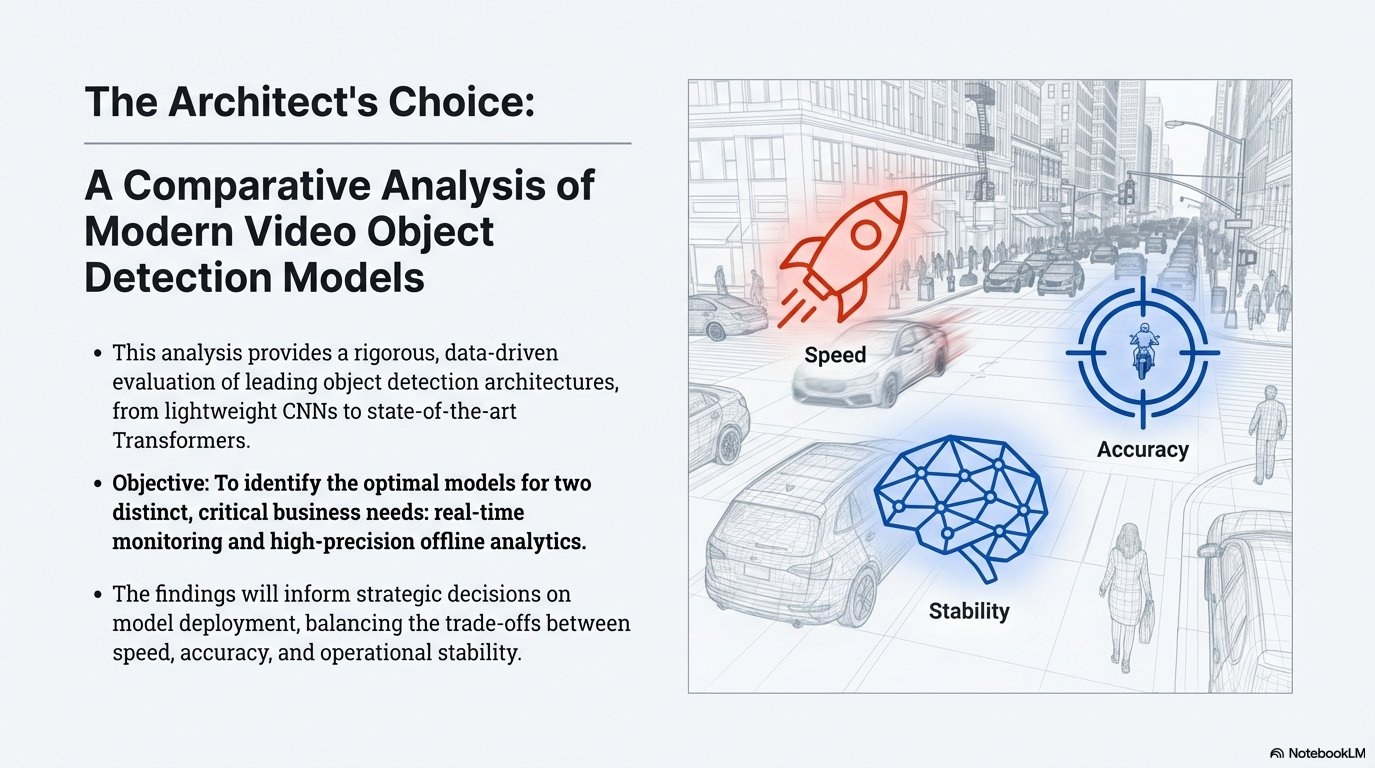 The Architect's Choice:
A Comparative Analysis of
Modern Video Object
Detection Models
• This analysis provides a rigorous, data-driven
evaluation of leading object detection architectures,
from lightweight CNNs to state-of-the-art
Transformers.
• Objective: To identify the optimal models for two
distinct, critical business needs: real-time
monitoring and high-precision offline analytics.
• The findings will inform strategic decisions on
model deployment, balancing the trade-offs between
speed, accuracy, and operational stability.
Speed
Accuracy
Stability
NotebookLM